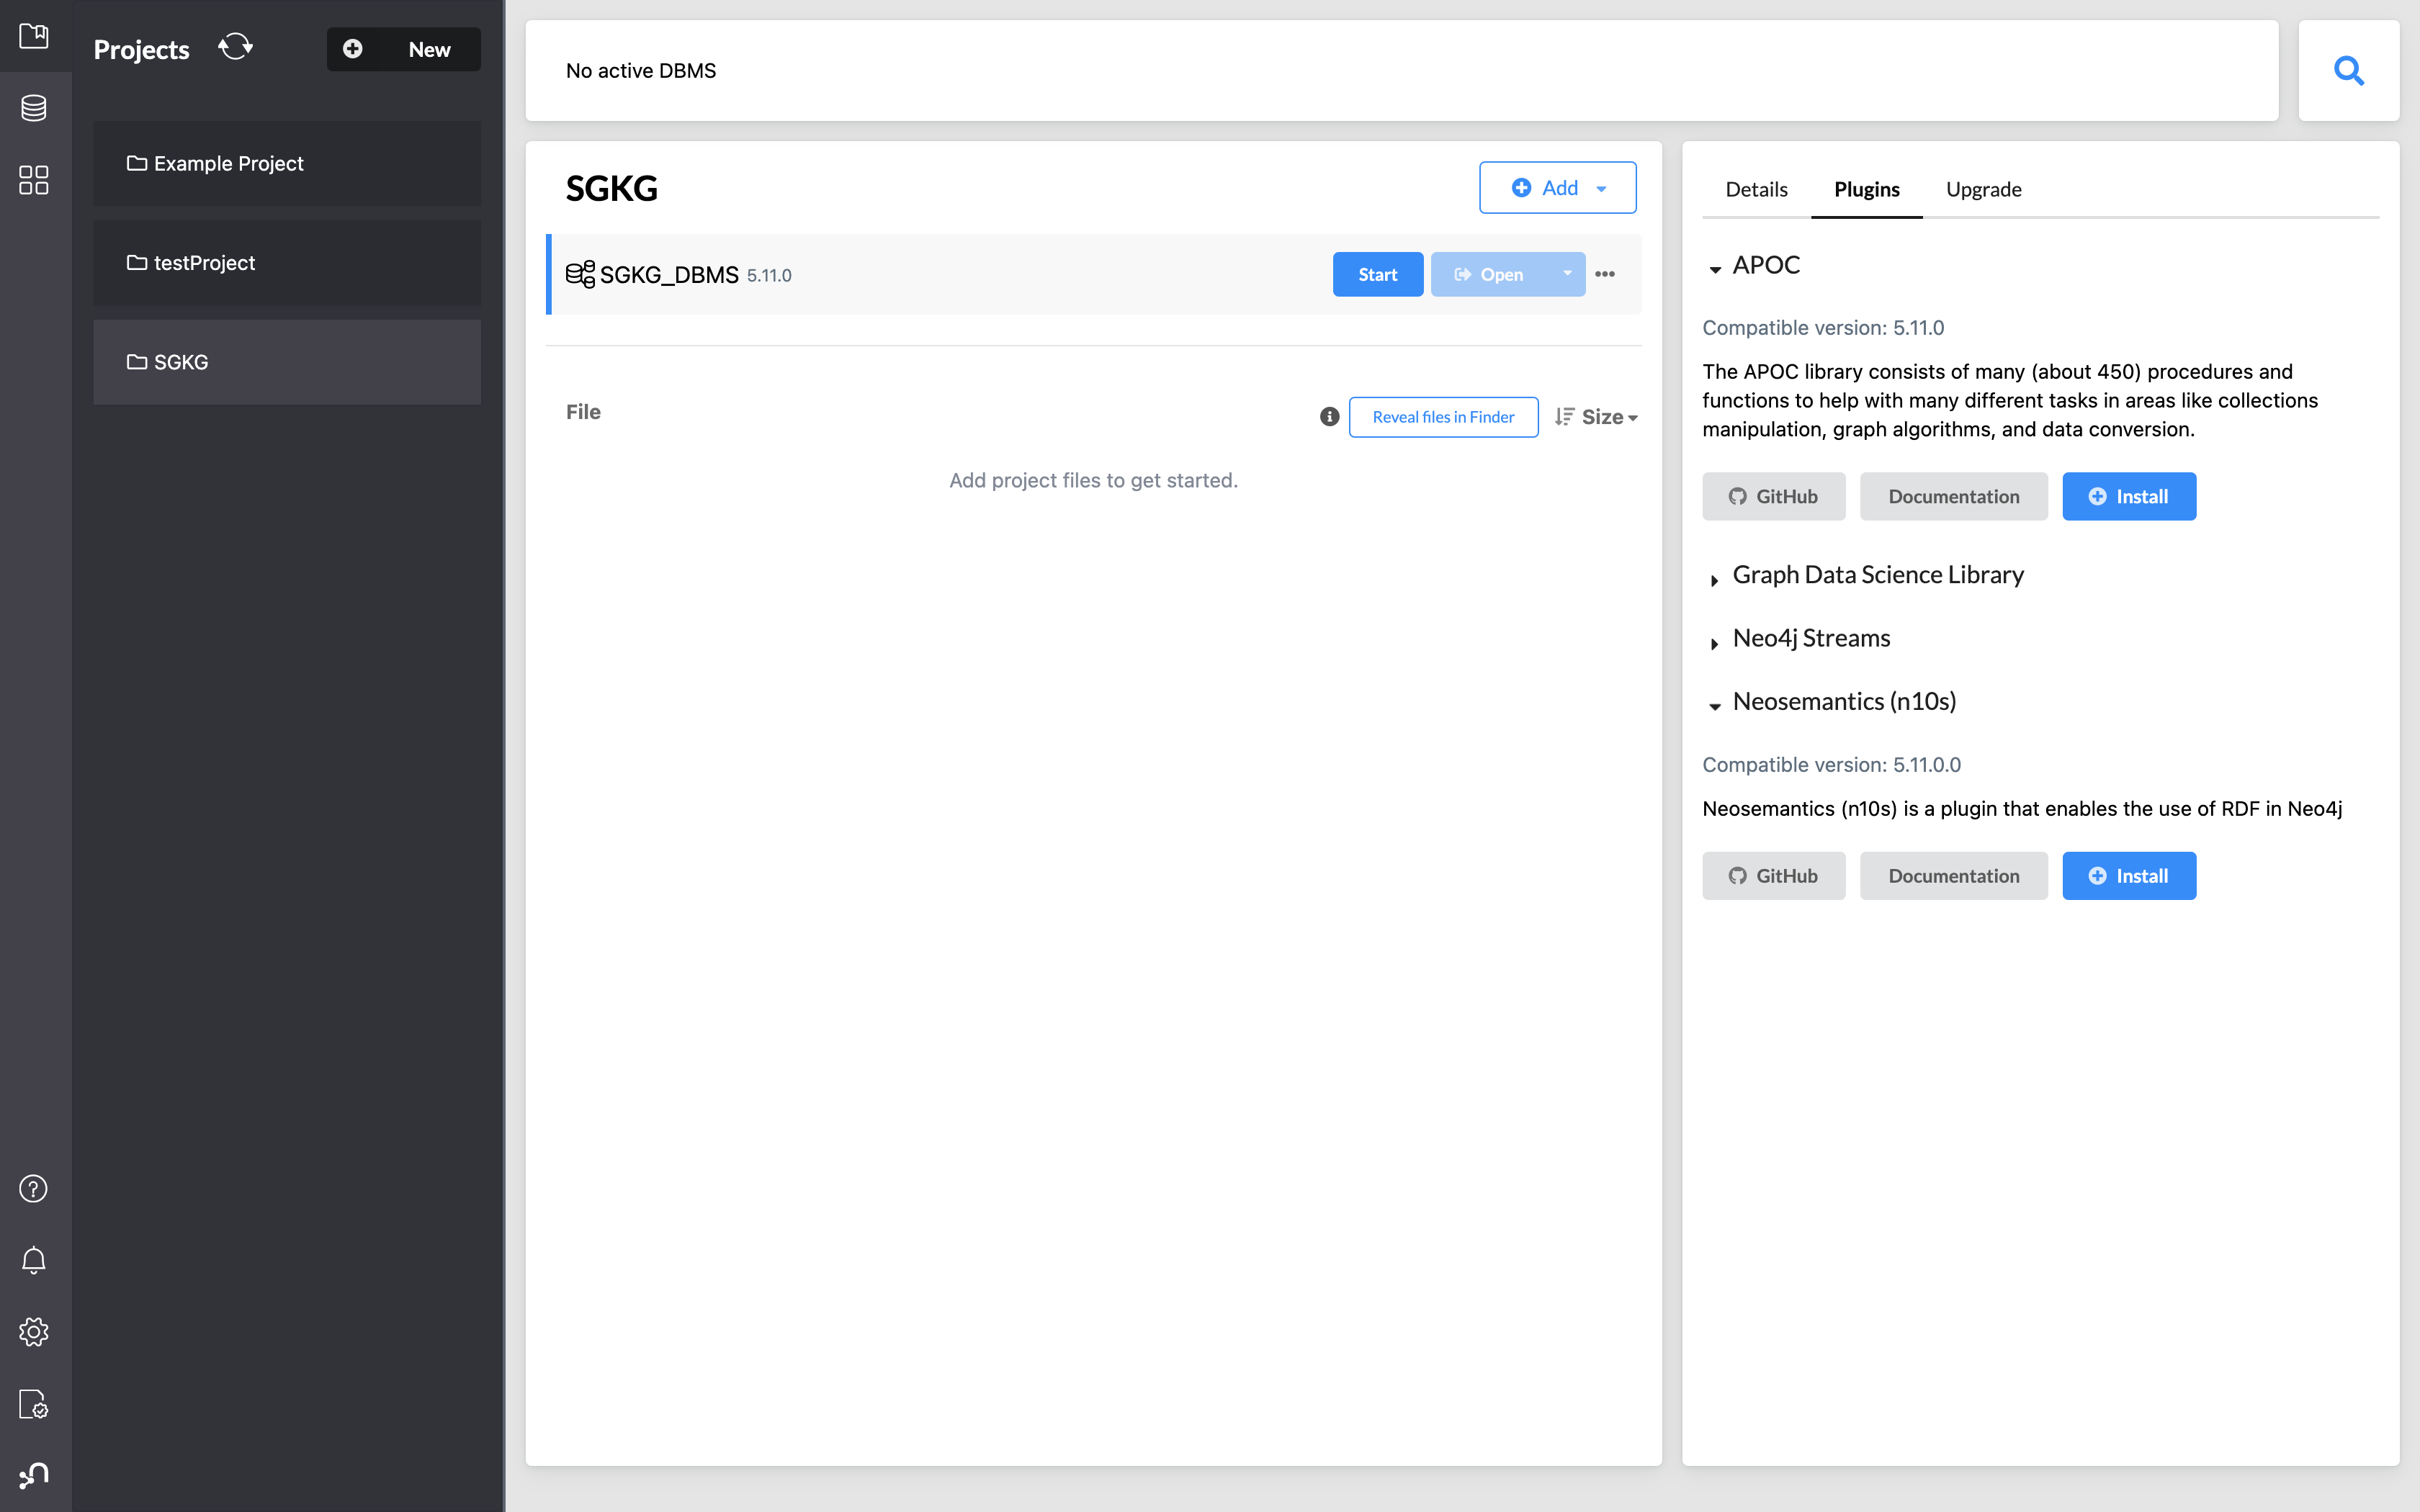 Projects
New
Example Project
testProject
SGKG
No active DBMS
SGKG
Add
SGKG_DBMS 5.11.0
Start
Open
File
Reveal files in Finder
Size
Add project files to get started.
Details
Plugins
Upgrade
APOC
Compatible version: 5.11.0
The APOC library consists of many (about 450) procedures and
functions to help with many different tasks in areas like collections
manipulation, graph algorithms, and data conversion.
GitHub
Documentation
Install
Graph Data Science Library
Neo4j Streams
Neosemantics (n10s)
Compatible version: 5.11.0.0
Neosemantics (n10s) is a plugin that enables the use of RDF in Neo4j
GitHub
Documentation
Install